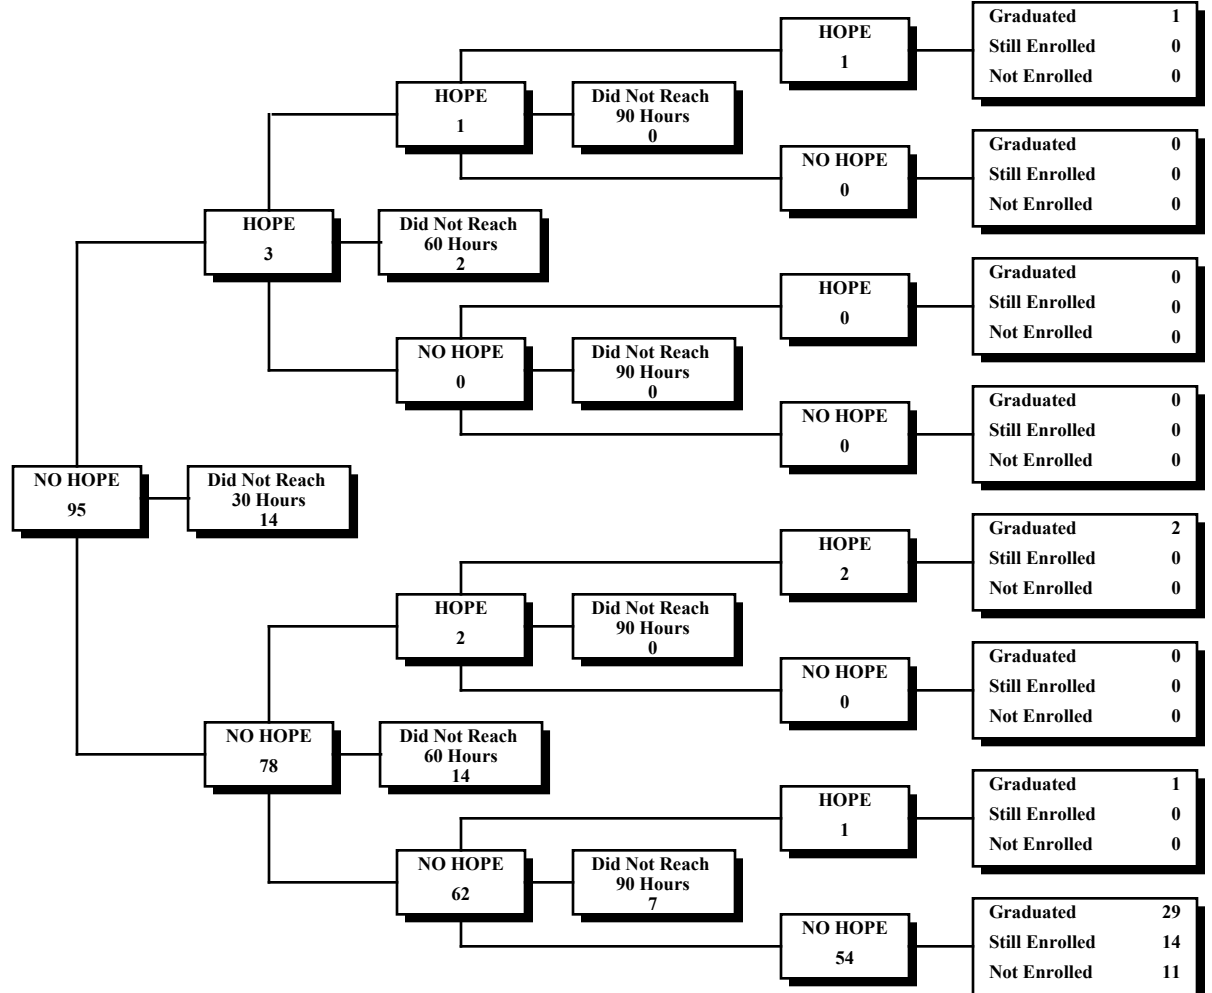 HOPE
1
Graduated 1
Still Enrolled 0
Not Enrolled 0
HOPE
1
Did Not Reach
90 Hours
0
NO HOPE
0
Graduated 0
Still Enrolled 0
Not Enrolled 0
HOPE
3
Did Not Reach
60 Hours
2
HOPE
0
Graduated 0
Still Enrolled 0
Not Enrolled 0
NO HOPE
0
Did Not Reach
90 Hours
0
NO HOPE
0
Graduated 0
Still Enrolled 0
Not Enrolled 0
NO HOPE
95
Did Not Reach
30 Hours
14
HOPE
2
Graduated 2
Still Enrolled 0
Not Enrolled 0
HOPE
2
Did Not Reach
90 Hours
0
NO HOPE
0
Graduated 0
Still Enrolled 0
Not Enrolled 0
NO HOPE
78
Did Not Reach
60 Hours
14
HOPE
1
Graduated 1
Still Enrolled 0
Not Enrolled 0
NO HOPE
62
Did Not Reach
90 Hours
7
NO HOPE
54
Graduated 29
Still Enrolled 14
Not Enrolled 11